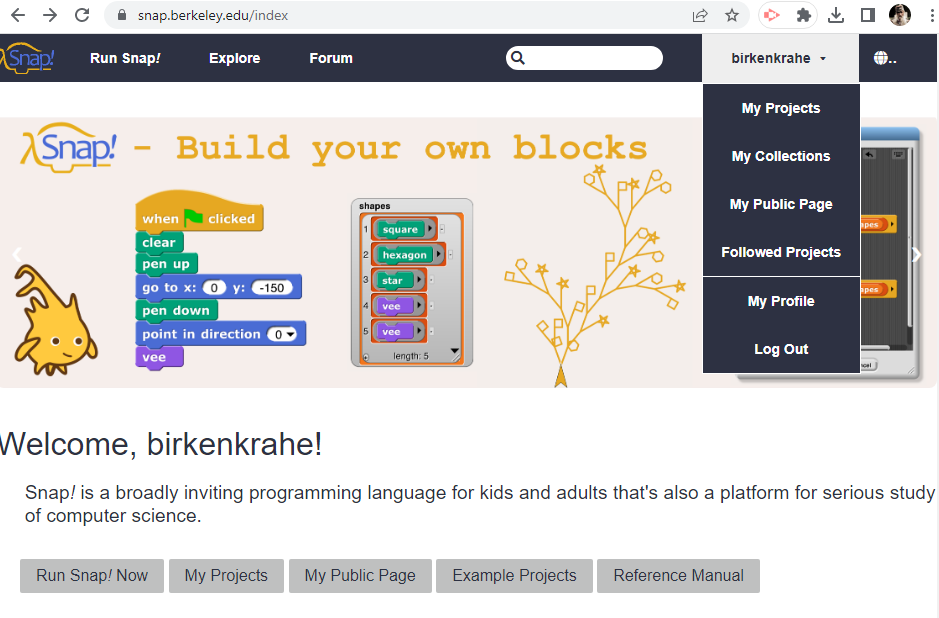 snap.berkeley.edu/index
λSnap! Run Snap! Explore Forum birkenkrahe ..
My Projects
My Collections
My Public Page
Followed Projects
My Profile
Log Out
λSnap! - Build your own blocks
when clicked
clear
pen up
go to x: 0 y: -150
pen down
point in direction 0
vee
shapes
1 square
2 hexagon
3 star
4 vee
5 vee
length: 5
Welcome, birkenkrahe!
Snap! is a broadly inviting programming language for kids and adults that's also a platform for serious study
of computer science.
Run Snap! Now My Projects My Public Page Example Projects Reference Manual